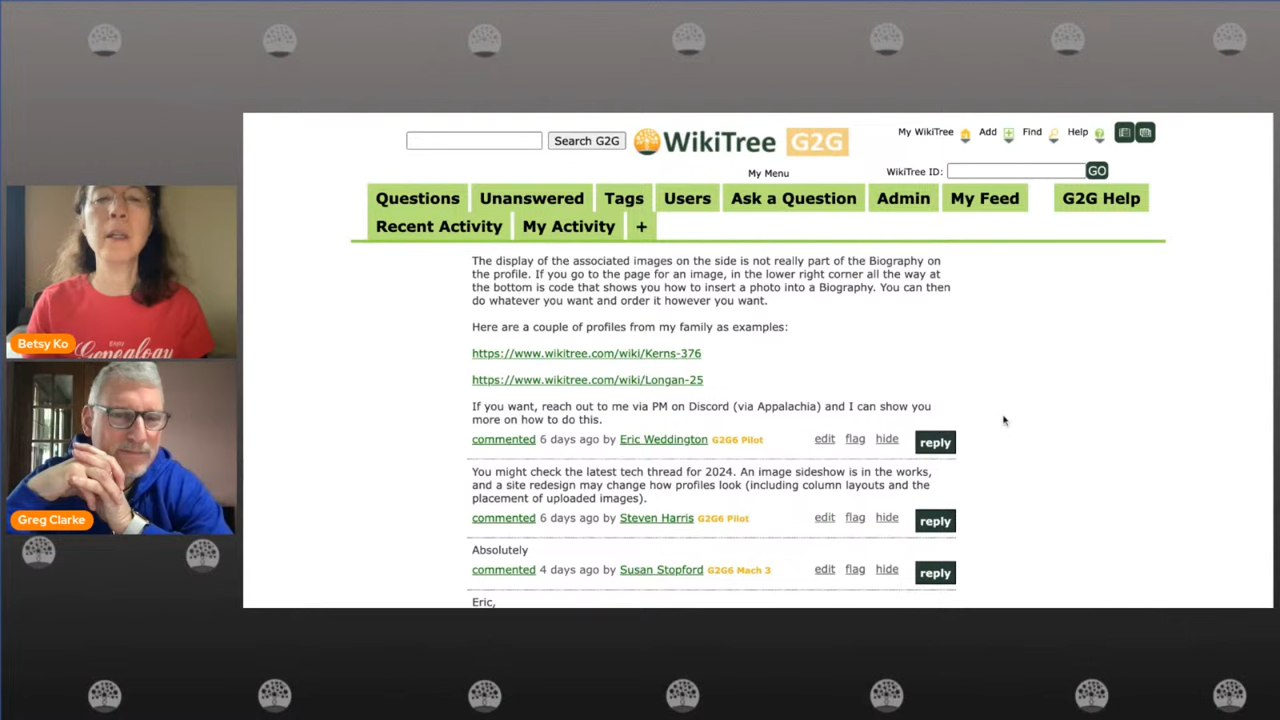 Search G2G
WikiTree G2G
My WikiTree Add Find Help
My Menu
WikiTree ID: GO
Questions Unanswered Tags Users Ask a Question Admin My Feed G2G Help
Recent Activity My Activity +
The display of the associated images on the side is not really part of the Biography on
the profile. If you go to the page for an image, in the lower right corner all the way at
the bottom is code that shows you how to insert a photo into a Biography. You can then
do whatever you want and order it however you want.
Here are a couple of profiles from my family as examples:
https://www.wikitree.com/wiki/Kerns-376
https://www.wikitree.com/wiki/Longan-25
If you want, reach out to me via PM on Discord (via Appalachia) and I can show you
more on how to do this.
commented 6 days ago by Eric Weddington G2G6 Pilot edit flag hide reply
You might check the latest tech thread for 2024. An image sideshow is in the works,
and a site redesign may change how profiles look (including column layouts and the
placement of uploaded images).
commented 6 days ago by Steven Harris G2G6 Pilot edit flag hide reply
Absolutely
commented 4 days ago by Susan Stopford G2G6 Mach 3 edit flag hide reply
Eric,
ENJOY
Genealogy
Betsy Ko
Greg Clarke